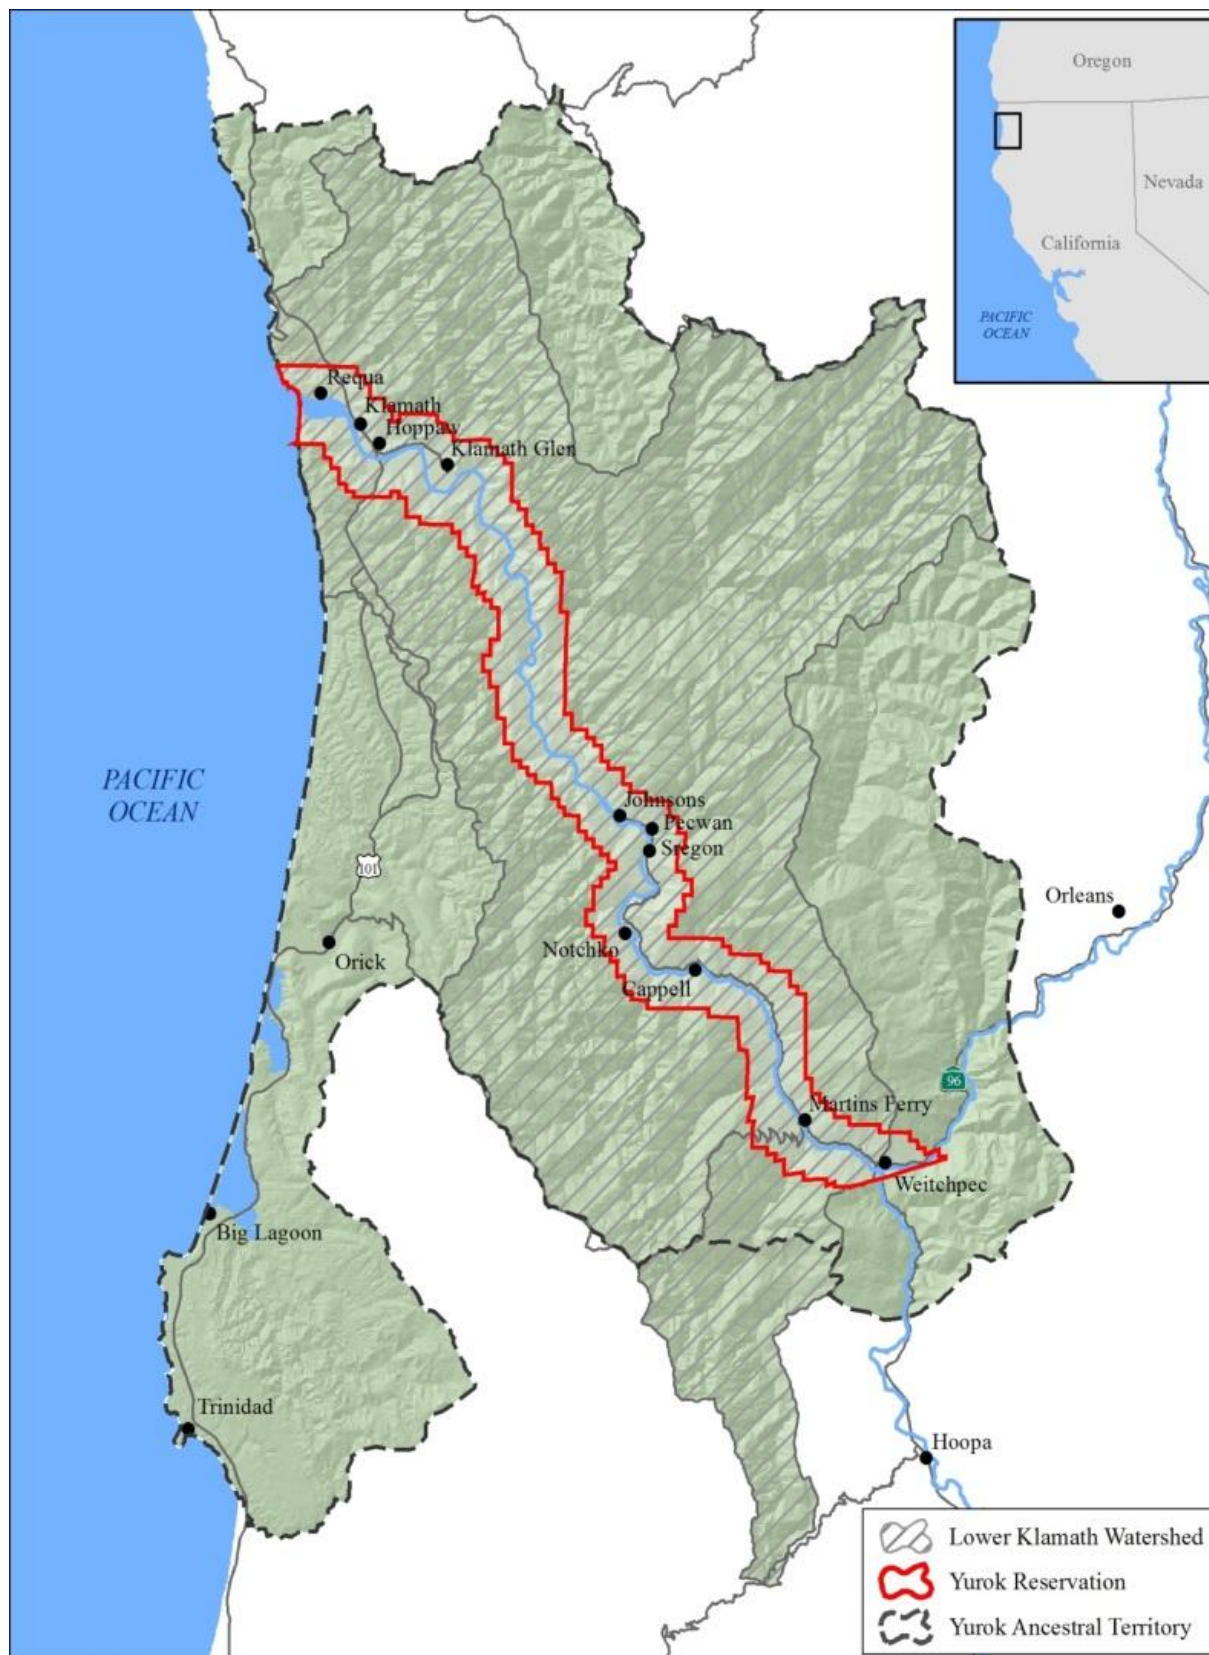 Oregon
Nevada
California
PACIFIC
OCEAN
Requa
Klamath
Hoppaw
Klamath Glen
PACIFIC
OCEAN
Johnsons
Pecwan
Sregon
101
Orleans
Notchko
Orick
Cappell
96
Martins Ferry
Weitchpec
Big Lagoon
Trinidad
Hoopa
Lower Klamath Watershed
Yurok Reservation
Yurok Ancestral Territory